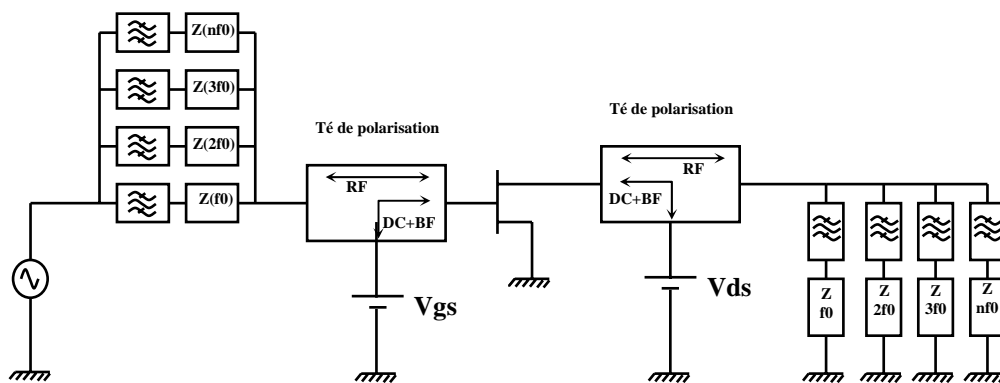 Z(nf0)
Z(3f0)
Z(2f0)
Z(f0)
Té de polarisation
RF
DC+BF
Vgs
Té de polarisation
RF
DC+BF
Vds
Z
f0
Z
2f0
Z
3f0
Z
nf0